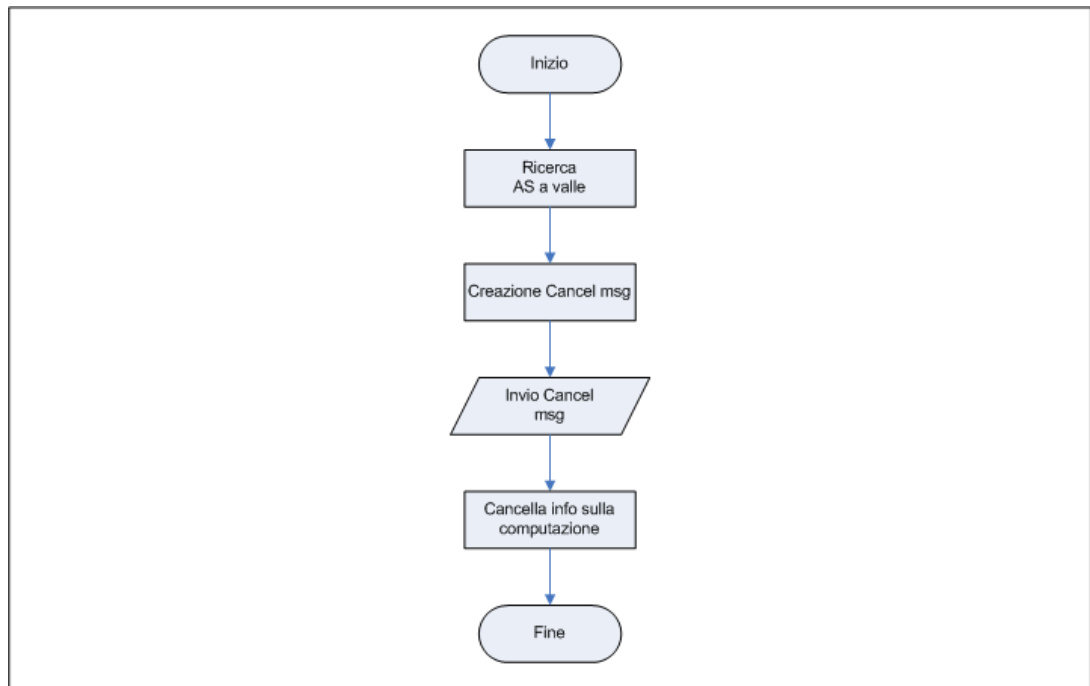 Inizio
Ricerca
AS a valle
Creazione Cancel msg
Invio Cancel
msg
Cancella info sulla
computazione
Fine